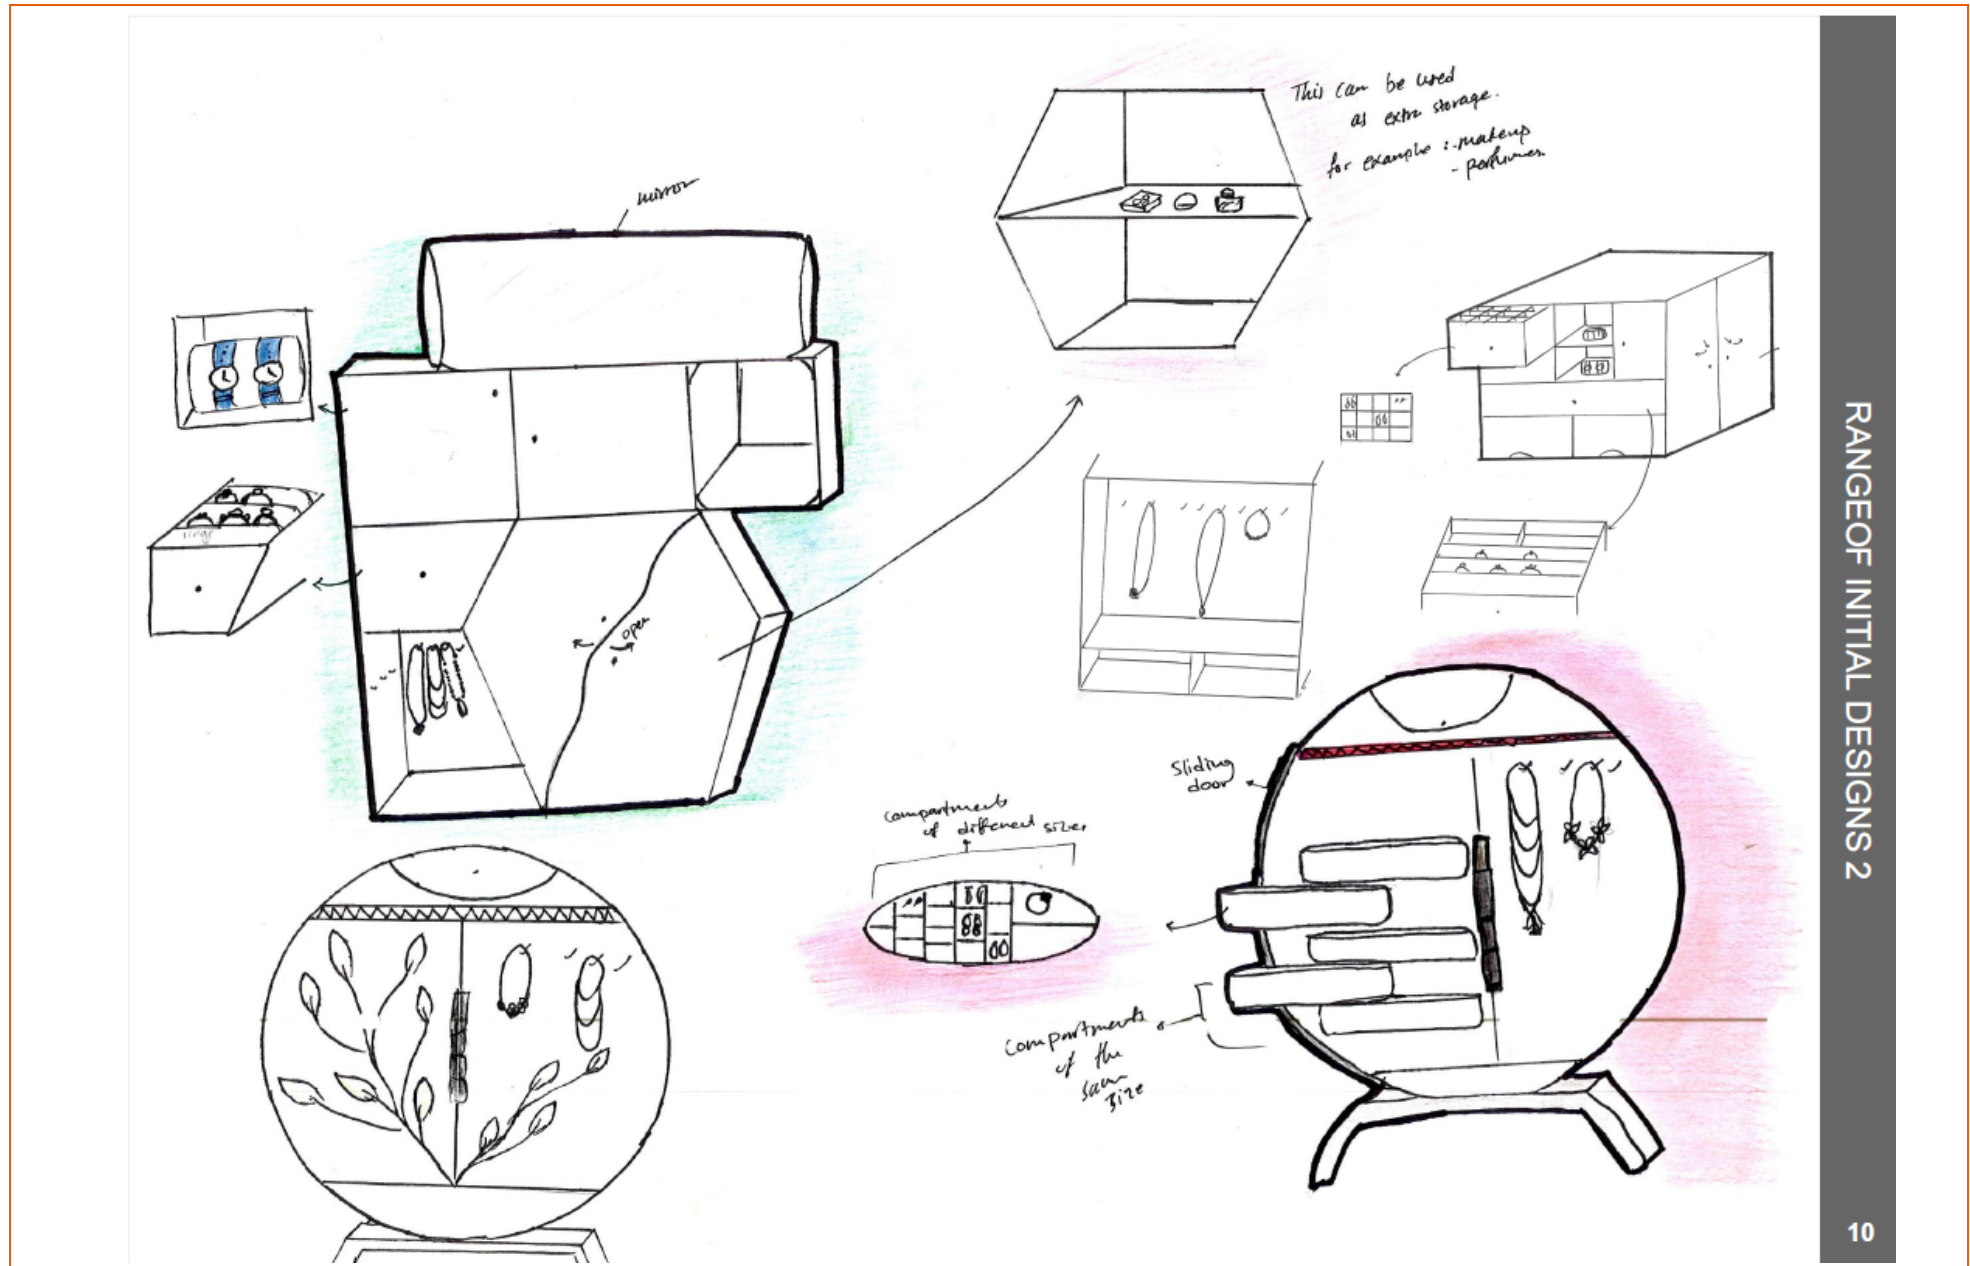 mirror
This can be used
as extra storage.
for example :- makeup
- perfumes
rings
open
Sliding
door
compartments
of different sizes
compartments
of the
same
size
RANGEOF INITIAL DESIGNS 2
10